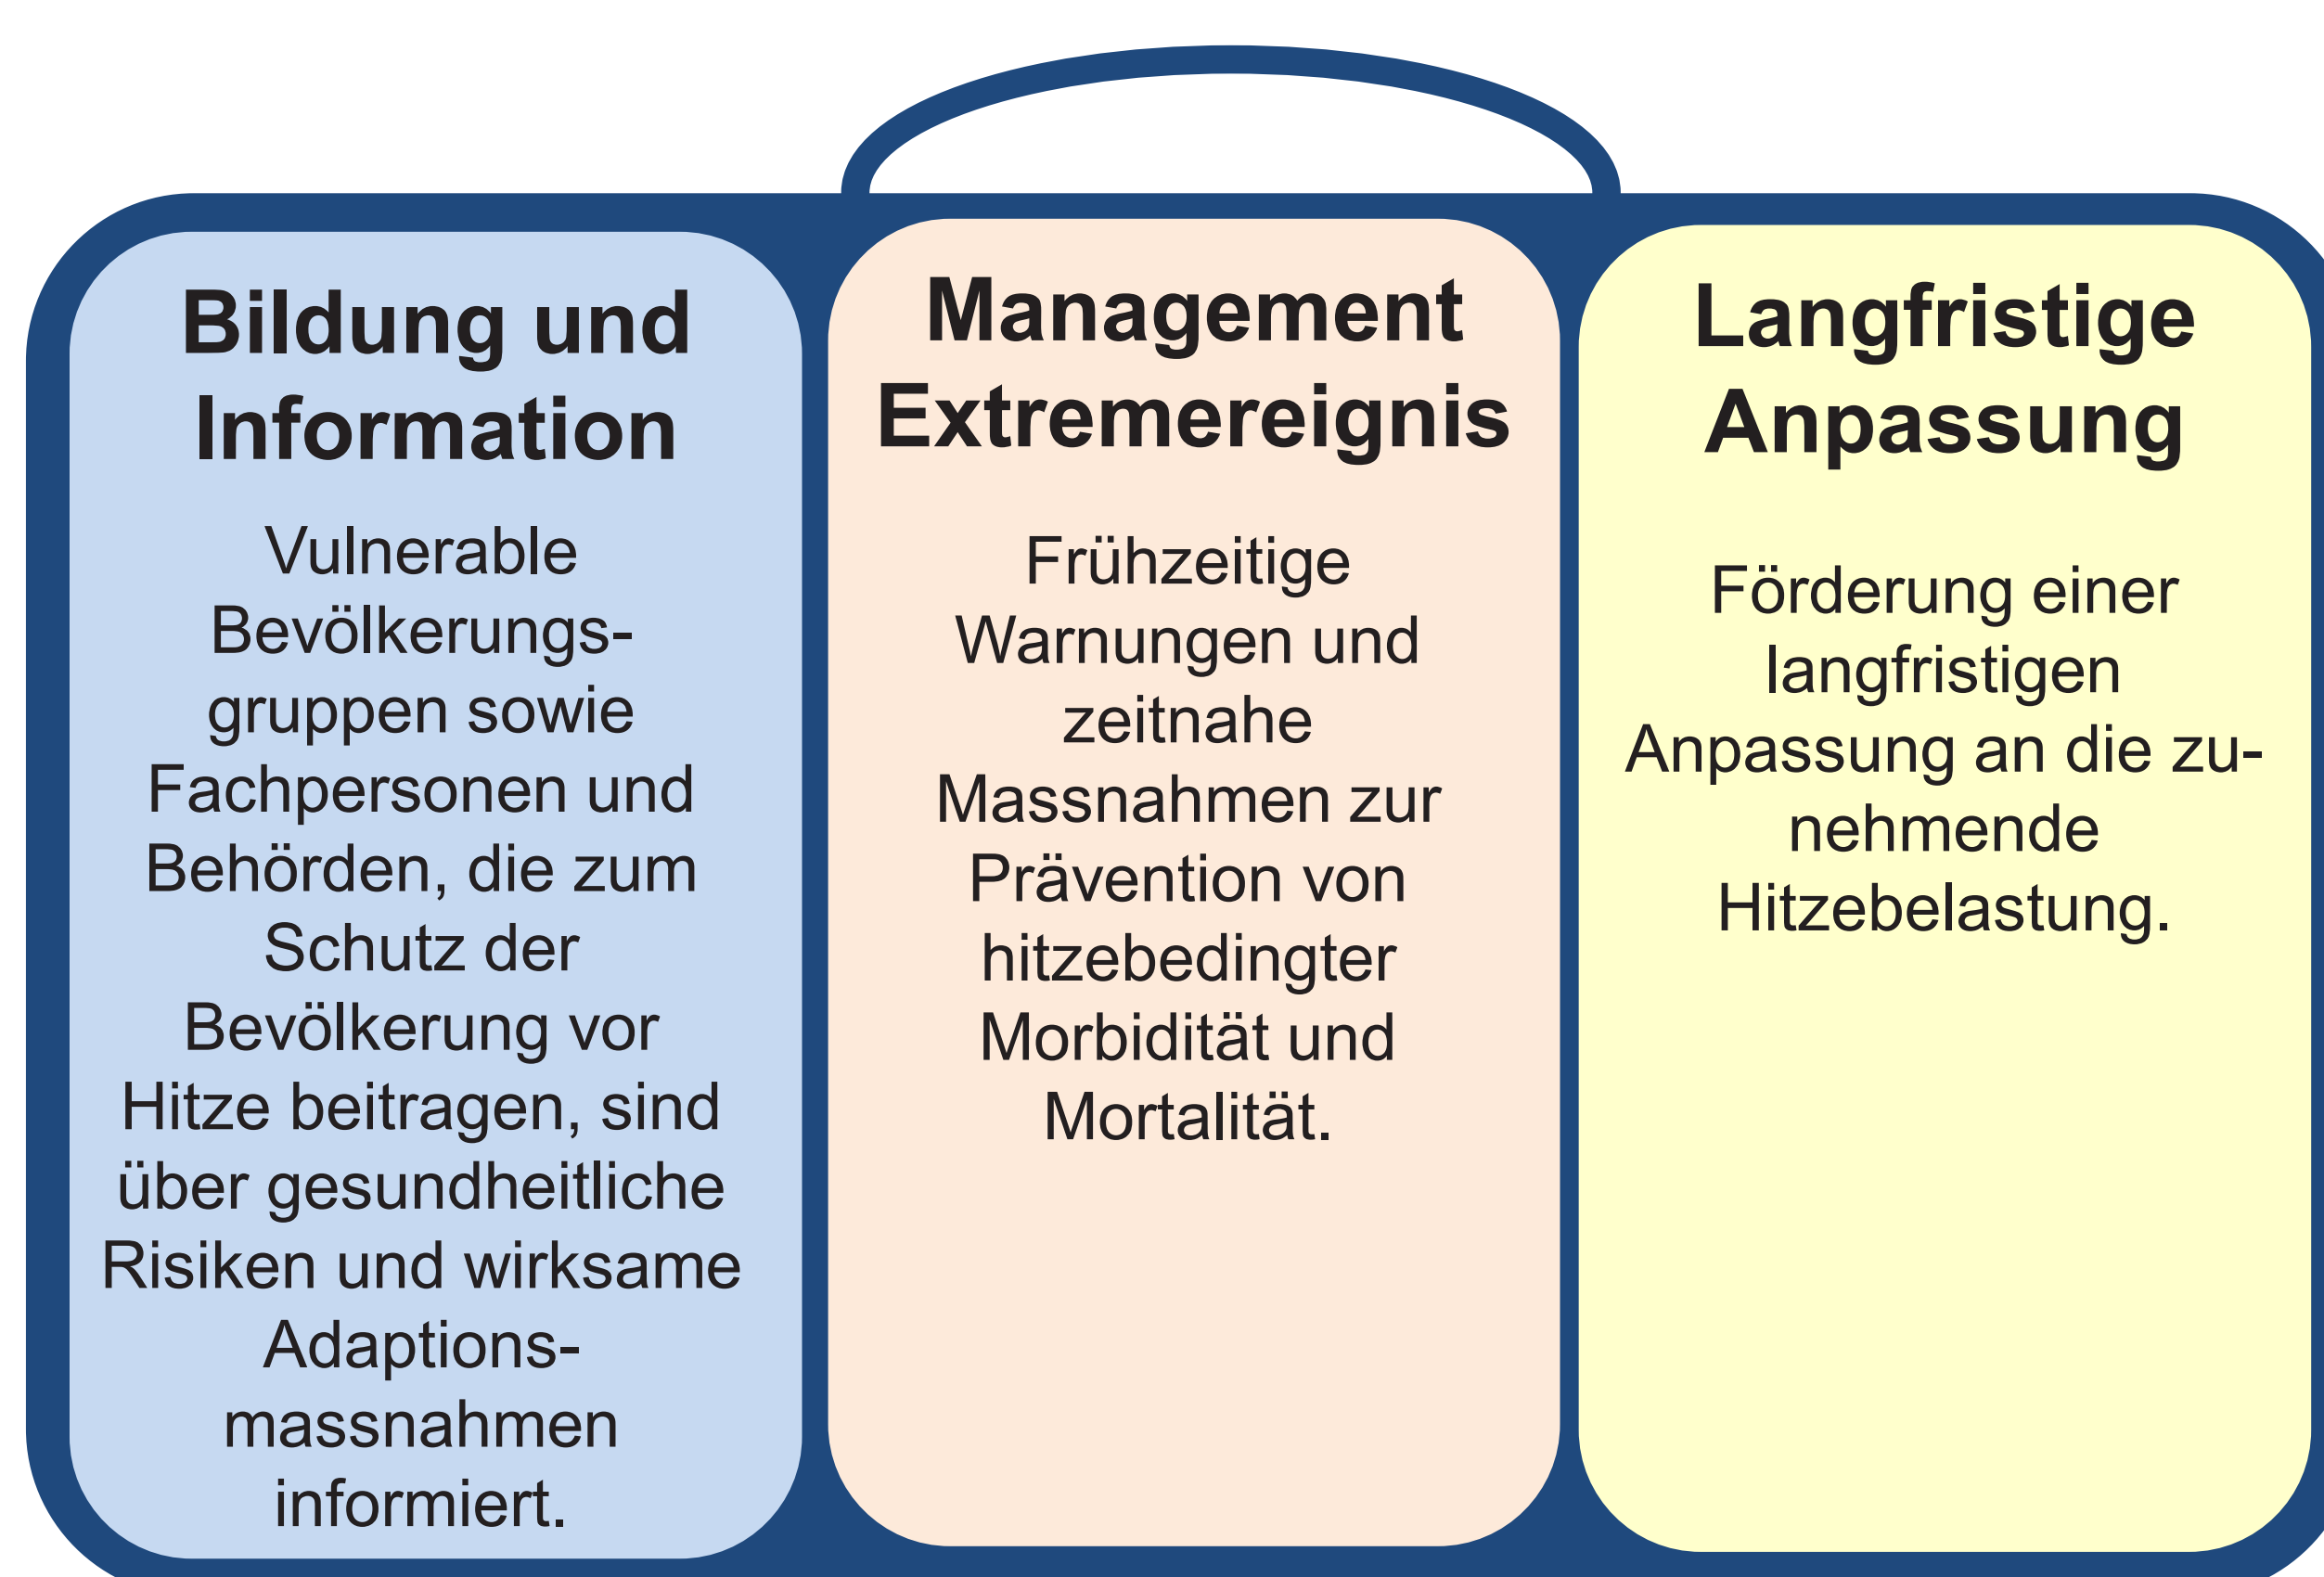 Bildung und
Information
Vulnerable
Bevölkerungs-
gruppen sowie
Fachpersonen und
Behörden, die zum
Schutz der
Bevölkerung vor
Hitze beitragen, sind
über gesundheitliche
Risiken und wirksame
Adaptions-
massnahmen
informiert.
Management
Extremereignis
Frühzeitige
Warnungen und
zeitnahe
Massnahmen zur
Prävention von
hitzebedingter
Morbidität und
Mortalität.
Langfristige
Anpassung
Förderung einer
langfristigen
Anpassung an die zu-
nehmende
Hitzebelastung.